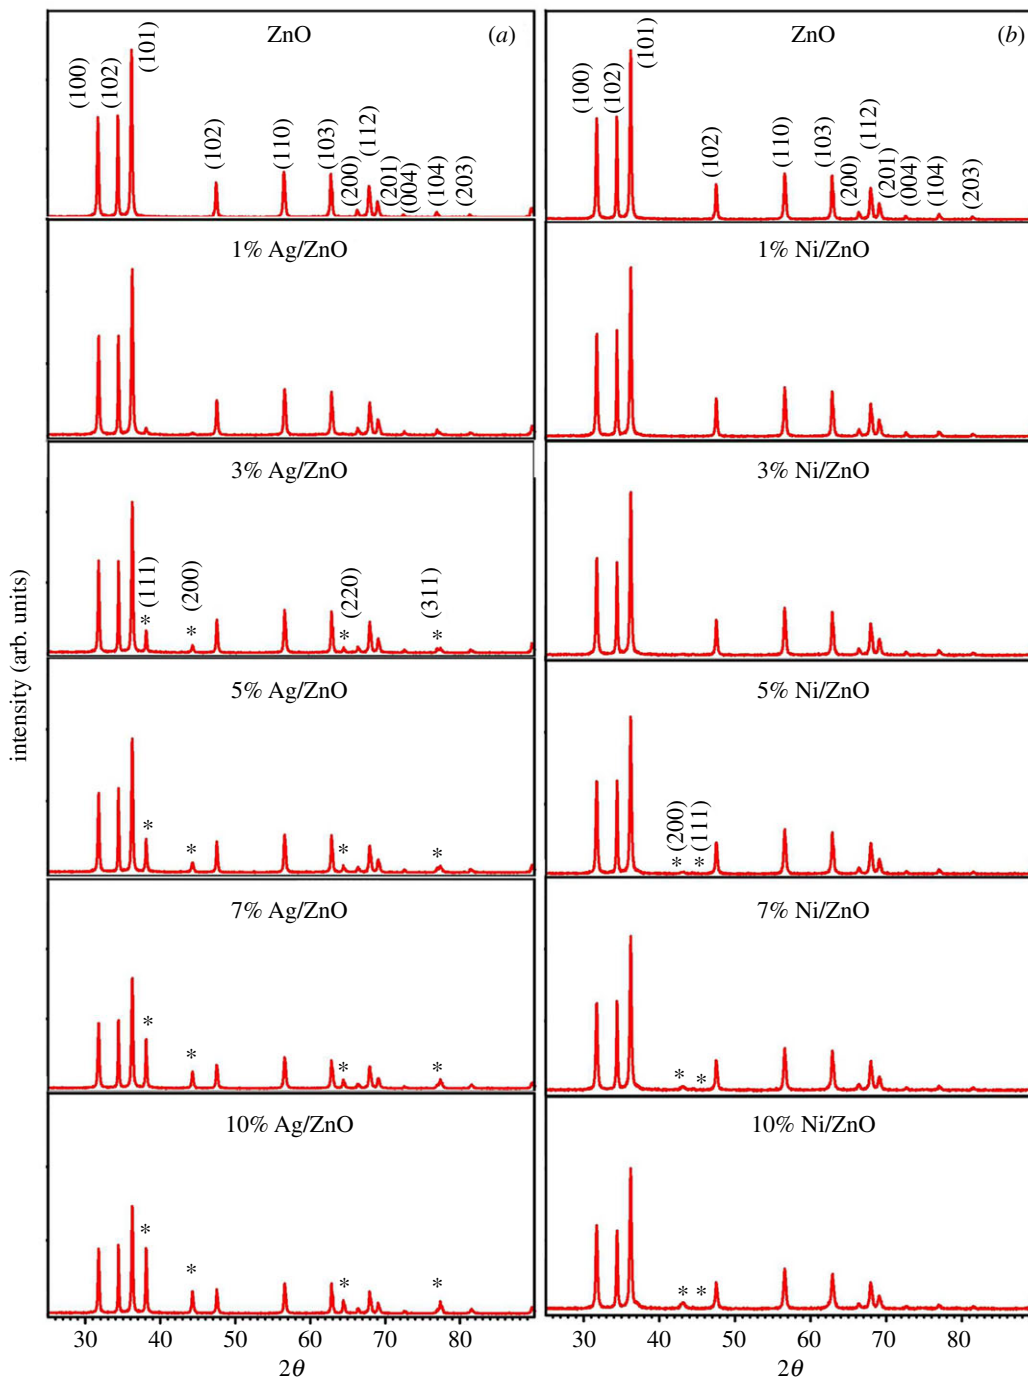 ZnO
(a)
(100)
(102)
(101)
(102)
(110)
(103)
(200)
(112)
(201)
(004)
(104)
(203)
1% Ag/ZnO
3% Ag/ZnO
(111)
(200)
(220)
(311)
* * * *
5% Ag/ZnO
* * * *
7% Ag/ZnO
* * * *
10% Ag/ZnO
* * * *
30 40 50 60 70 80
2θ
intensity (arb. units)
ZnO
(b)
(100)
(102)
(101)
(102)
(110)
(103)
(200)
(112)
(201)
(004)
(104)
(203)
1% Ni/ZnO
3% Ni/ZnO
5% Ni/ZnO
(200)
(111)
* *
7% Ni/ZnO
* *
10% Ni/ZnO
* *
30 40 50 60 70 80
2θ